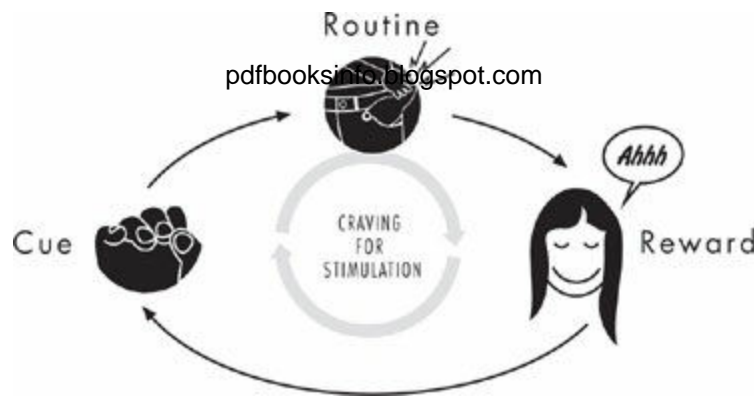 Routine
pdfbooksinfo.blogspot.com
Ahhh
CRAVING
FOR
STIMULATION
Cue
Reward